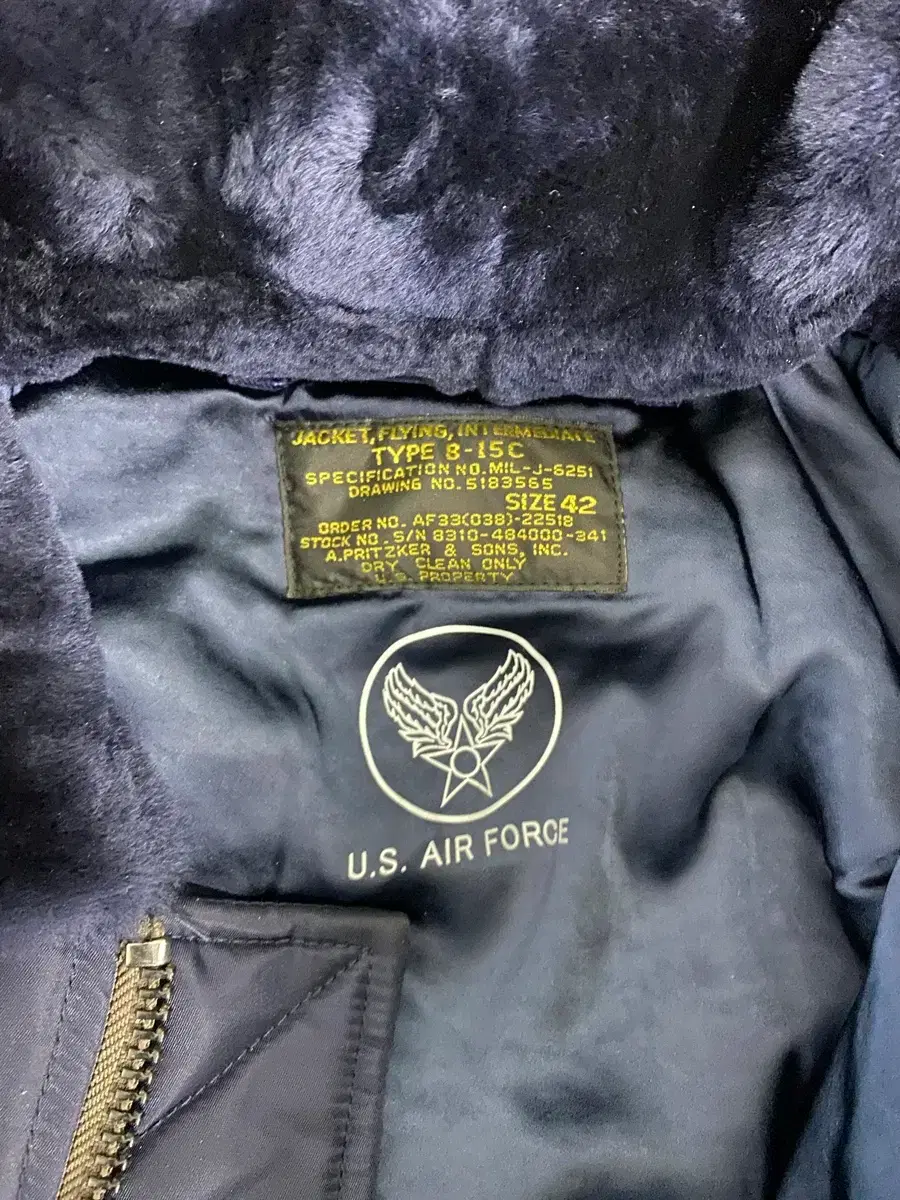 JACKET, FLYING, INTERMEDIATE
TYPE B-15C
SPECIFICATION NO. MIL-J-6251
DRAWING NO. 5183565
SIZE 42
ORDER NO. AF33(038)-22518
STOCK NO. S/N 8310-484000-341
A.PRITZKER & SONS, INC.
DRY CLEAN ONLY
U.S. PROPERTY
U.S. AIR FORCE